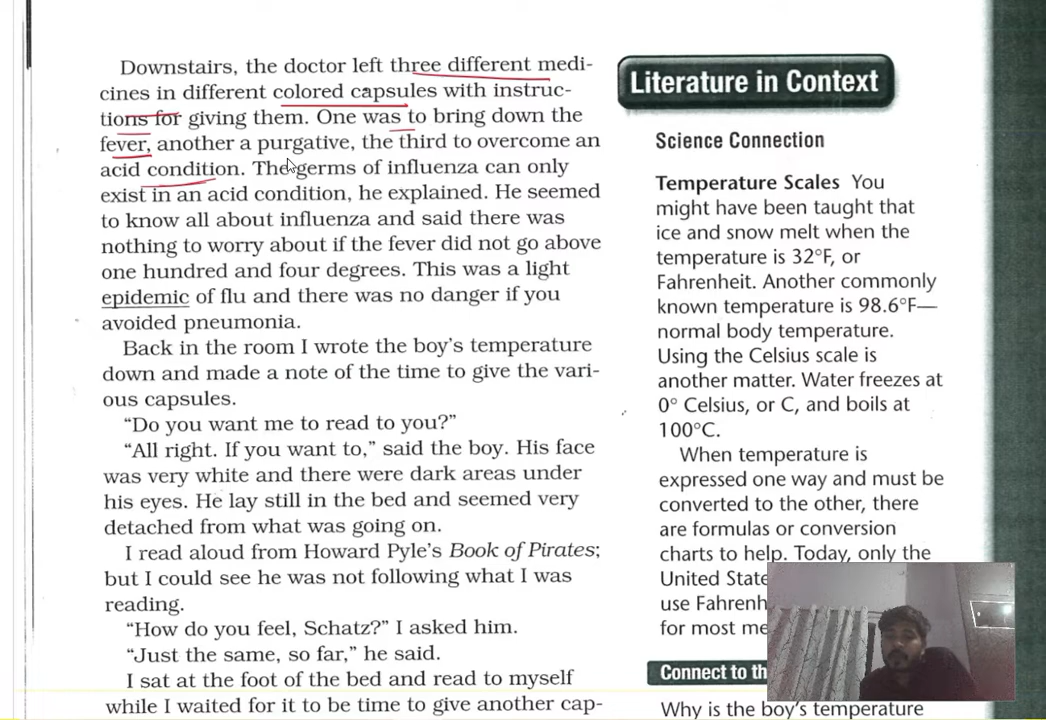 Downstairs, the doctor left three different medi-
cines in different colored capsules with instruc-
tions for giving them. One was to bring down the
fever, another a purgative, the third to overcome an
acid condition. The germs of influenza can only
exist in an acid condition, he explained. He seemed
to know all about influenza and said there was
nothing to worry about if the fever did not go above
one hundred and four degrees. This was a light
epidemic of flu and there was no danger if you
avoided pneumonia.
Back in the room I wrote the boy's temperature
down and made a note of the time to give the vari-
ous capsules.
“Do you want me to read to you?”
“All right. If you want to,” said the boy. His face
was very white and there were dark areas under
his eyes. He lay still in the bed and seemed very
detached from what was going on.
I read aloud from Howard Pyle's Book of Pirates;
but I could see he was not following what I was
reading.
“How do you feel, Schatz?” I asked him.
“Just the same, so far,” he said.
I sat at the foot of the bed and read to myself
while I waited for it to be time to give another cap-
Literature in Context
Science Connection
Temperature Scales You
might have been taught that
ice and snow melt when the
temperature is 32°F, or
Fahrenheit. Another commonly
known temperature is 98.6°F—
normal body temperature.
Using the Celsius scale is
another matter. Water freezes at
0° Celsius, or C, and boils at
100°C.
When temperature is
expressed one way and must be
converted to the other, there
are formulas or conversion
charts to help. Today, only the
United State
use Fahrenh
for most me
Connect to th
Why is the boy's temperature